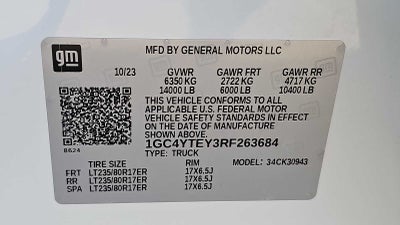 gm
MFD BY GENERAL MOTORS LLC
10/23 GVWR GAWR FRT GAWR RR
6350 KG 2722 KG 4717 KG
14000 LB 6000 LB 10400 LB
THIS VEHICLE CONFORMS TO ALL APPLICABLE U.S. FEDERAL MOTOR
VEHICLE SAFETY STANDARDS IN EFFECT
ON THE DATE OF MANUFACTURE
SHOWN ABOVE.
1GC4YTEY3RF263684
8624
TYPE: TRUCK
TIRE SIZE RIM MODEL: 34CK30943
FRT LT235/80R17ER 17X6.5J
RR LT235/80R17ER 17X6.5J
SPA LT235/80R17ER 17X6.5J